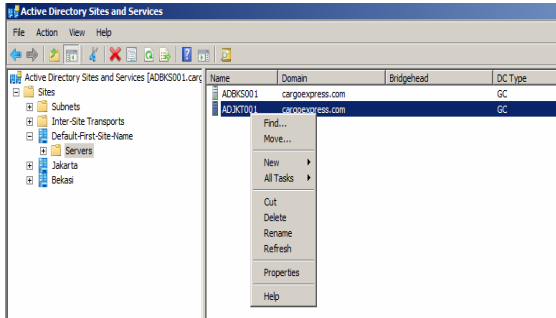 Active Directory Sites and Services
File Action View Help
Active Directory Sites and Services [ADBKS001.carg
Sites
Subnets
Inter-Site Transports
Default-First-Site-Name
Servers
Jakarta
Bekasi
Name Domain Bridgehead DC Type
ADBKS001 cargoexpress.com GC
ADJKT001 cargoexpress.com GC
Find...
Move...
New
All Tasks
Cut
Delete
Rename
Refresh
Properties
Help